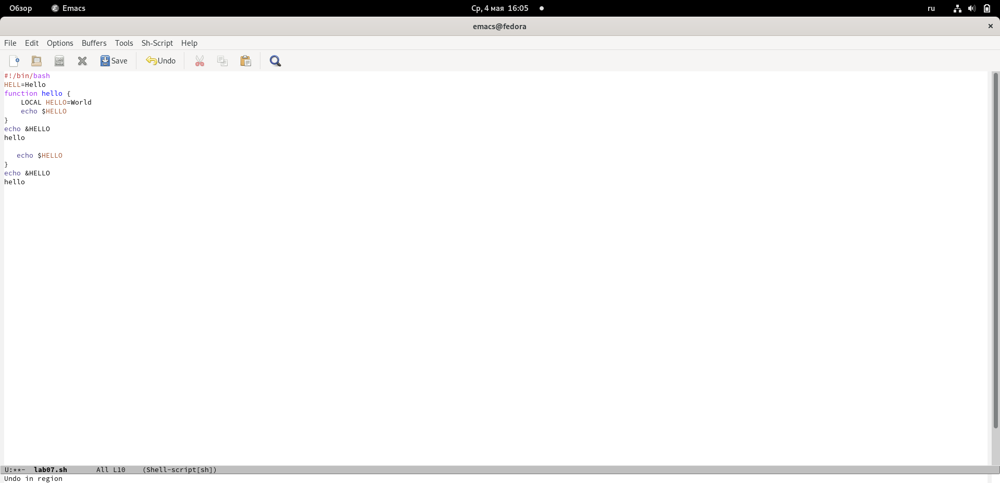 Обзор Emacs Ср, 4 мая 16:05 ru
emacs@fedora
File Edit Options Buffers Tools Sh-Script Help
Save Undo
#!/bin/bash
HELL=Hello
function hello {
    LOCAL HELLO=World
    echo $HELLO
}
echo &HELLO
hello

   echo $HELLO
}
echo &HELLO
hello
U:**-  lab07.sh       All L10    (Shell-script[sh])
Undo in region